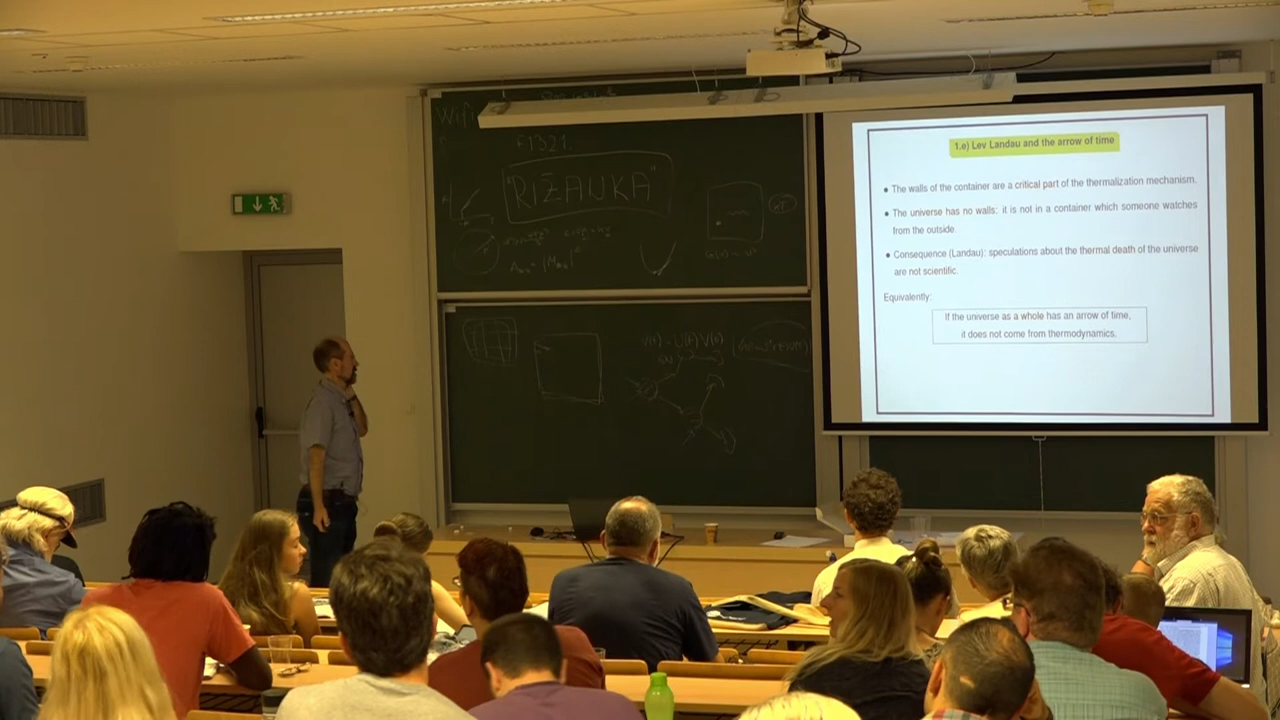 Wifi
F1321.
"RIŽANKA"
1.e) Lev Landau and the arrow of time
● The walls of the container are a critical part of the thermalization mechanism.
● The universe has no walls: it is not in a container which someone watches
from the outside.
● Consequence (Landau): speculations about the thermal death of the universe
are not scientific.
Equivalently:
If the universe as a whole has an arrow of time,
it does not come from thermodynamics.